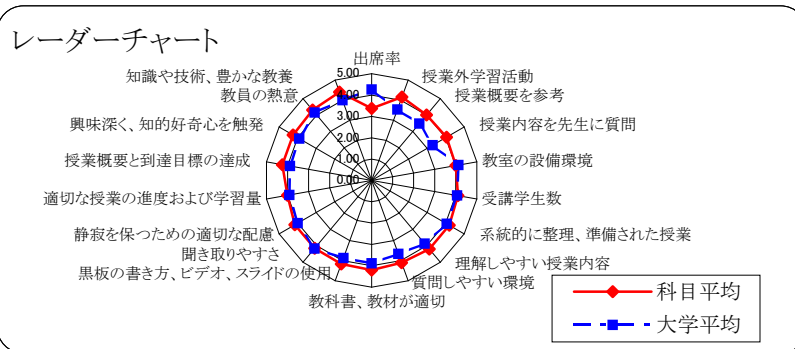 レーダーチャート
出席率
授業外学習活動
授業概要を参考
授業内容を先生に質問
教室の設備環境
受講学生数
系統的に整理、準備された授業
理解しやすい授業内容
質問しやすい環境
教科書、教材が適切
黒板の書き方、ビデオ、スライドの使用
聞き取りやすさ
静寂を保つための適切な配慮
適切な授業の進度および学習量
授業概要と到達目標の達成
興味深く、知的好奇心を触発
教員の熱意
知識や技術、豊かな教養
5.00
4.00
3.00
2.00
1.00
0.00
科目平均
大学平均